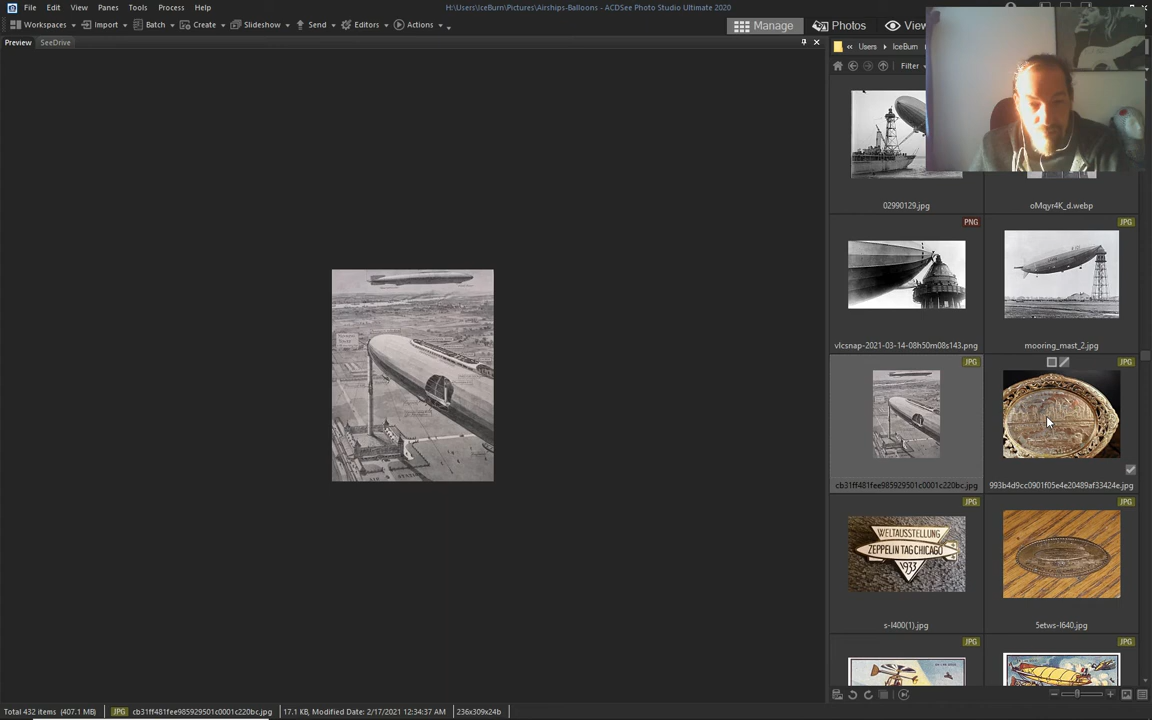 File Edit View Panes Tools Process Help
H:\Users\IceBurn\Pictures\Airships-Balloons - ACDSee Photo Studio Ultimate 2020
Workspaces Import Batch Create Slideshow Send Editors Actions
Manage Photos View
Preview SeeDrive
« Users IceBurn
Filter
02990129.jpg
oMqyr4K_d.webp
PNG
JPG
vlcsnap-2021-03-14-08h50m08s143.png
mooring_mast_2.jpg
JPG
JPG
cb31ff481fee985929501c0001c220bc.jpg
993b4d9cc0901f05e4e20489af33424e.jpg
JPG
JPG
WELTAUSSTELLUNG
ZEPPELIN TAG CHICAGO
1933
s-l400(1).jpg
5etws-l640.jpg
JPG
JPG
Total 432 items (407.1 MB)
JPG
cb31ff481fee985929501c0001c220bc.jpg
17.1 KB, Modified Date: 2/17/2021 12:34:37 AM
236x309x24b